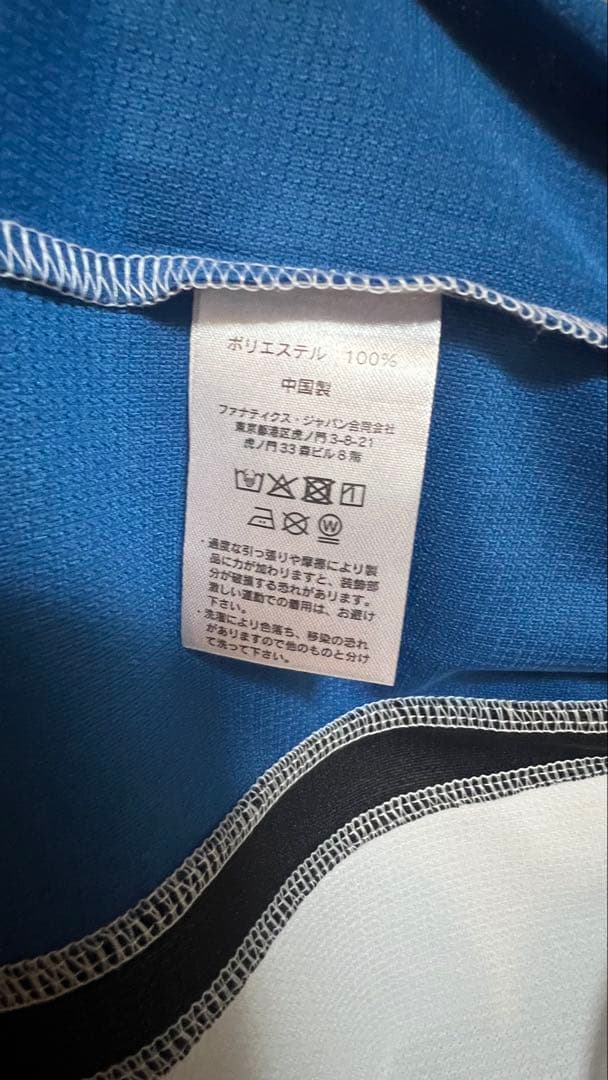 ポリエステル 100%
中国製
ファナティクス・ジャパン合同会社
東京都港区虎ノ門 3-8-21
虎ノ門 33 森ビル 8 階
W
・過度な引っ張りや摩擦により製
品に力が加わりますと、装飾部
分が破損する恐れがあります。
激しい運動での着用は、お避け
下さい。
・洗濯により色落ち、移染の恐れ
がありますので他のものと分け
て洗って下さい。